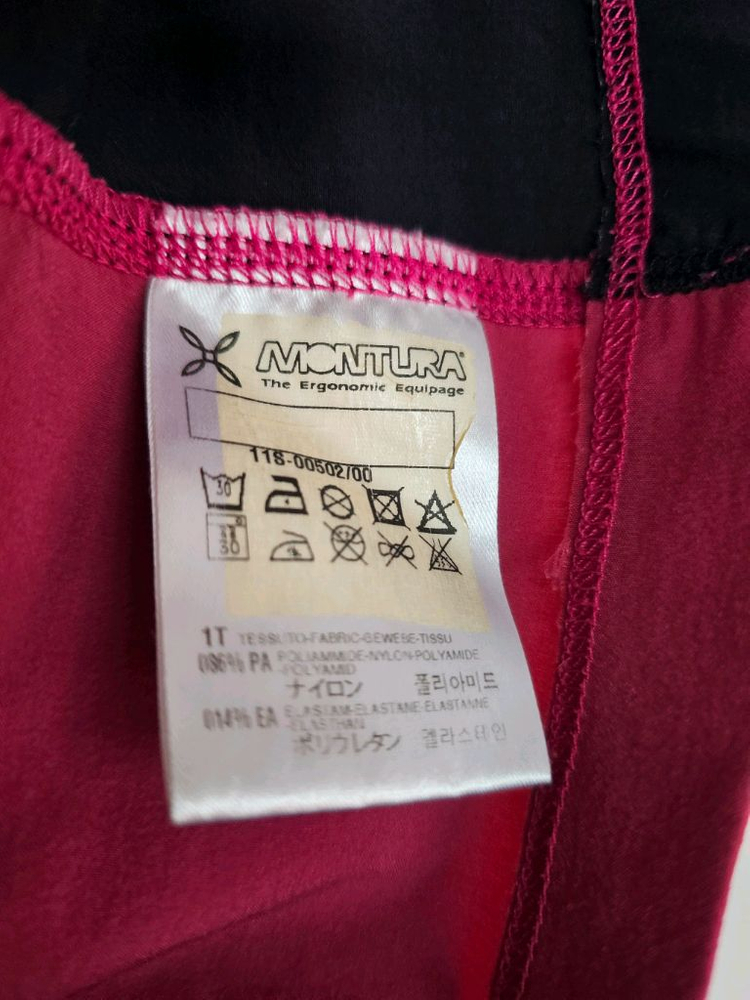 MONTURA
The Ergonomic Equipage
11S-00502/00
30
30
1T TESSUTO-FABRIC-GEWEBE-TISSU
086% PA POLIAMMIDE-NYLON-POLYAMIDE
-POLYAMID
ナイロン 폴리아미드
014% EA ELASTAM-ELASTANE-ELASTANNE
-ELASTHAN
ポリウレタン 엘라스테인